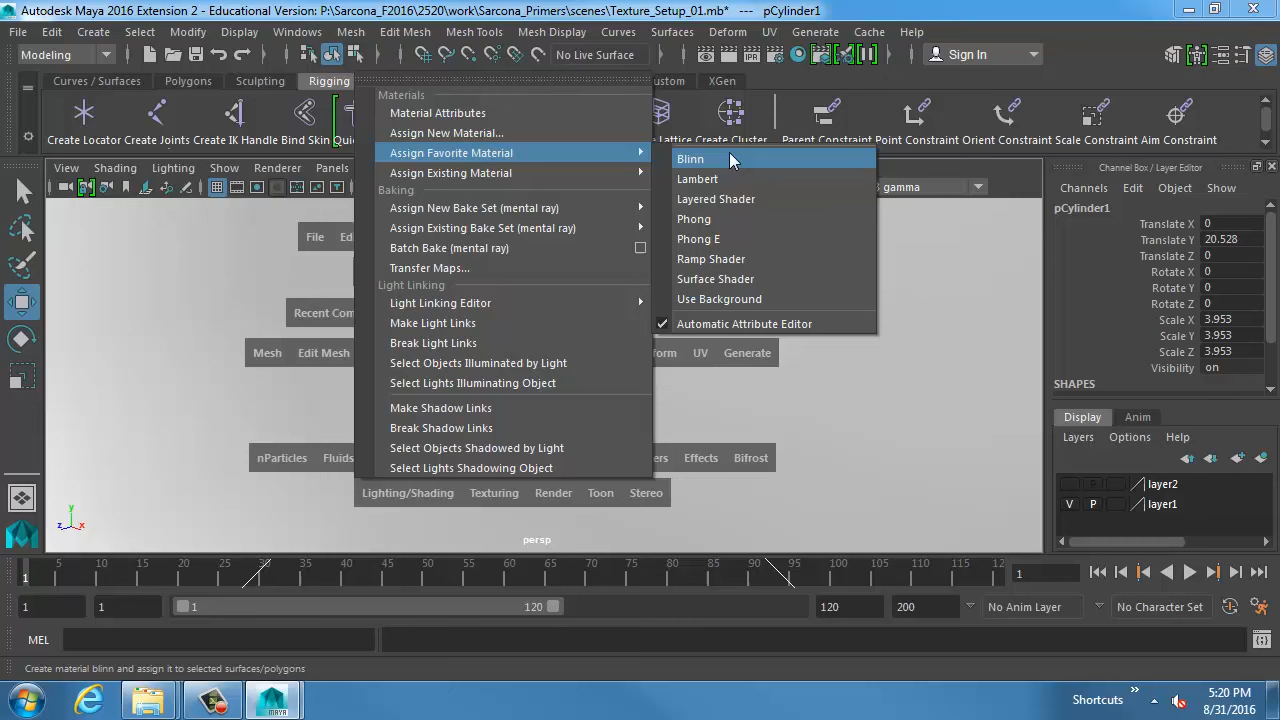 Autodesk Maya 2016 Extension 2 - Educational Version: P:\Sarcona_F2016\2520\work\Sarcona_Primers\scenes\Texture_Setup_01.mb* --- pCylinder1
File Edit Create Select Modify Display Windows Mesh Edit Mesh Mesh Tools Mesh Display Curves Surfaces Deform UV Generate Cache Help
Modeling No Live Surface Sign In
Curves / Surfaces Polygons Sculpting Rigging ustom XGen
Create Locator Create Joints Create IK Handle Bind Skin Qui Lattice Create Cluster Parent Constraint Point Constraint Orient Constraint Scale Constraint Aim Constraint
View Shading Lighting Show Renderer Panels
gamma
Materials
Material Attributes
Assign New Material...
Assign Favorite Material
Assign Existing Material
Baking
Assign New Bake Set (mental ray)
Assign Existing Bake Set (mental ray)
Batch Bake (mental ray)
Transfer Maps...
Light Linking
Light Linking Editor
Make Light Links
Break Light Links
Select Objects Illuminated by Light
Select Lights Illuminating Object
Make Shadow Links
Break Shadow Links
Select Objects Shadowed by Light
Select Lights Shadowing Object
Blinn
Lambert
Layered Shader
Phong
Phong E
Ramp Shader
Surface Shader
Use Background
Automatic Attribute Editor
File Ed
Recent Com
Mesh Edit Mesh orm UV Generate
nParticles Fluids ers Effects Bifrost
Lighting/Shading Texturing Render Toon Stereo
persp
y
z x
Channel Box / Layer Editor
Channels Edit Object Show
pCylinder1
Translate X 0
Translate Y 20.528
Translate Z 0
Rotate X 0
Rotate Y 0
Rotate Z 0
Scale X 3.953
Scale Y 3.953
Scale Z 3.953
Visibility on
SHAPES
Display Anim
Layers Options Help
layer2
V P layer1
1 5 10 15 20 25 30 35 40 45 50 55 60 65 70 75 80 85 90 95 100 105 110 115 12 1
1 1 1 120 120 200 No Anim Layer No Character Set
MEL
Create material blinn and assign it to selected surfaces/polygons
MAYA
Shortcuts
5:20 PM
8/31/2016